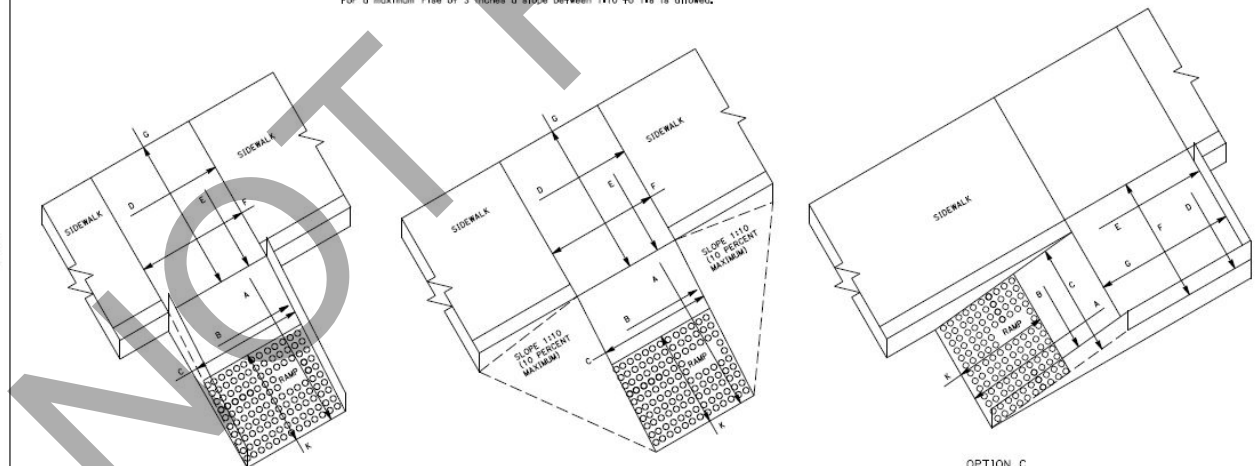 For a maximum rise of 3 inches a slope between 1:10 to 1:8 is allowed.
NOT
G
SIDEWALK
D
E
F
SIDEWALK
A
B
C
RAMP
K
G
SIDEWALK
D
E
F
SIDEWALK
SLOPE 1:10
(10 PERCENT
MAXIMUM)
A
B
SLOPE 1:10
(10 PERCENT
MAXIMUM)
C
RAMP
K
SIDEWALK
E
F
D
G
B
C
A
RAMP
K
OPTION C